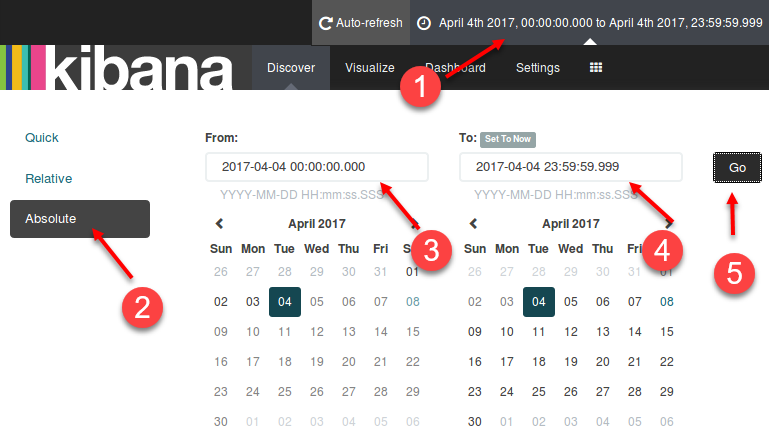 Auto-refresh April 4th 2017, 00:00:00.000 to April 4th 2017, 23:59:59.999
kibana Discover Visualize Dashboard Settings
1
Quick
Relative
Absolute
2
From:
2017-04-04 00:00:00.000
YYYY-MM-DD HH:mm:ss.SSS
3
April 2017
Sun Mon Tue Wed Thu Fri
26 27 28 29 30 31 01
02 03 04 05 06 07 08
09 10 11 12 13 14 15
16 17 18 19 20 21 22
23 24 25 26 27 28 29
30 01 02 03 04 05 06
To: Set To Now
2017-04-04 23:59:59.999
YYYY-MM-DD HH:mm:ss.SSS
4
April 2017
Sun Mon Tue Wed Thu Fri
26 27 28 29 30 31 01
02 03 04 05 06 07 08
09 10 11 12 13 14 15
16 17 18 19 20 21 22
23 24 25 26 27 28 29
30 01 02 03 04 05 06
Go
5